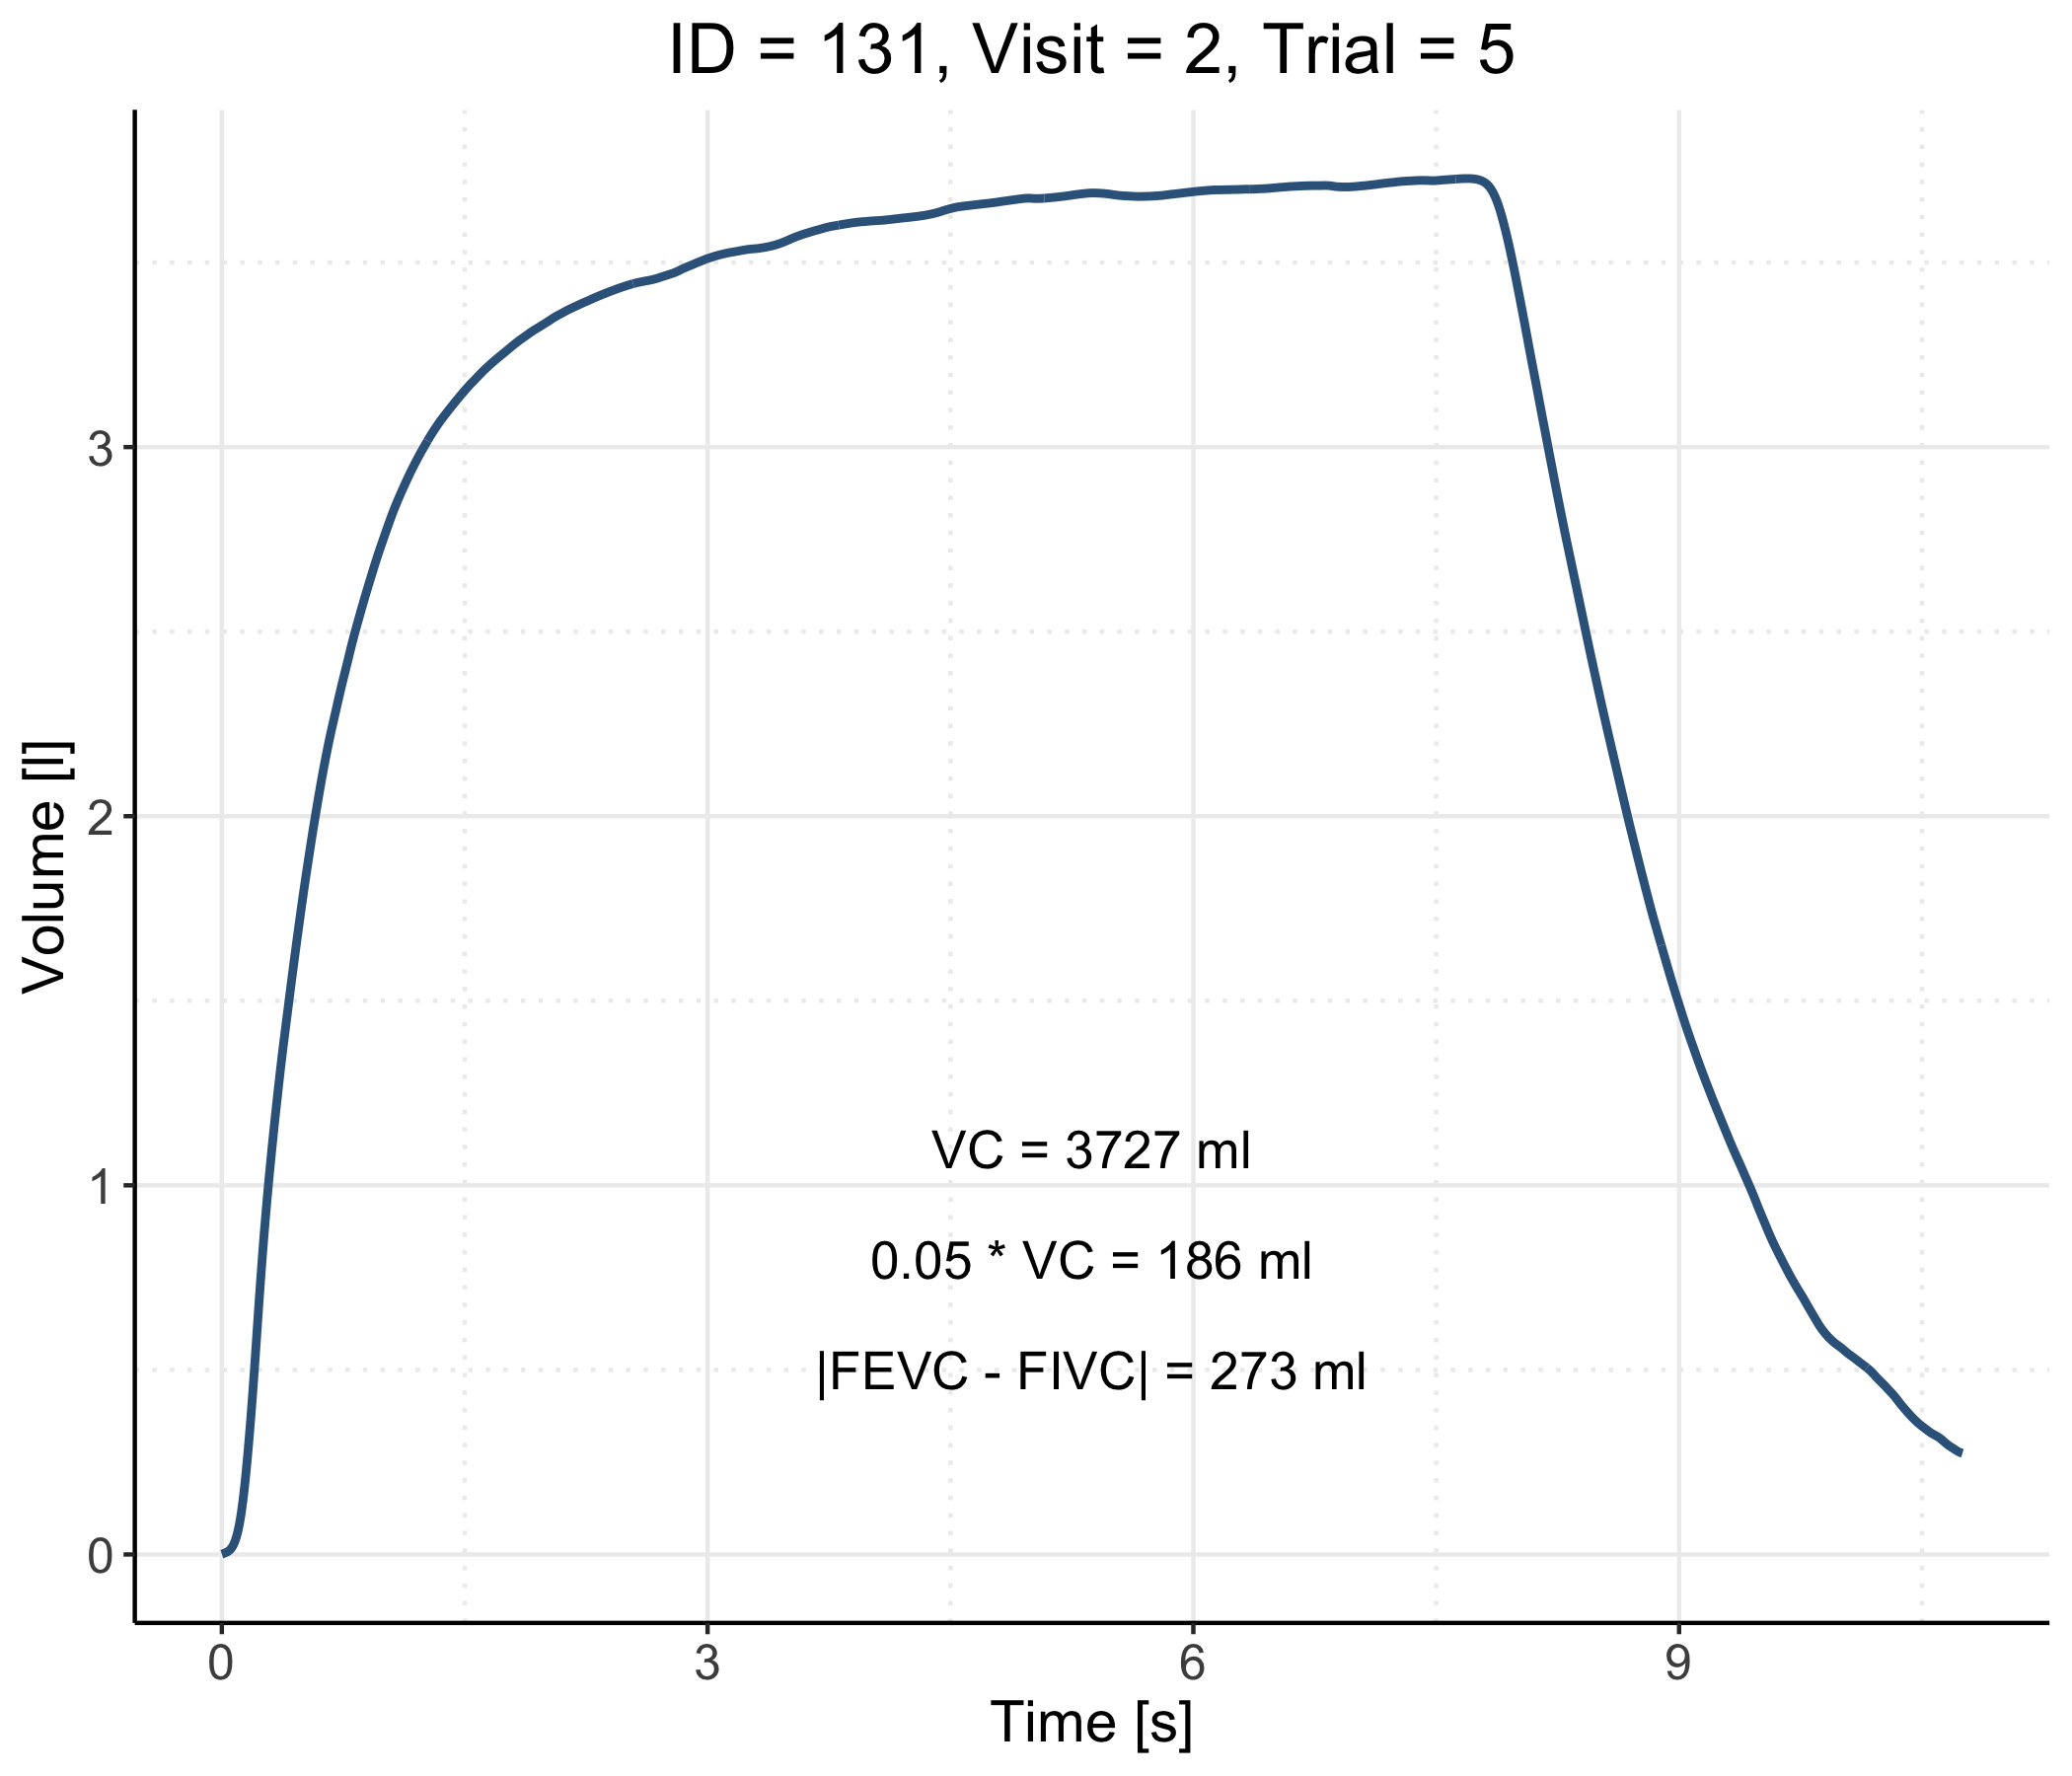 ID = 131, Visit = 2, Trial = 5
Volume [l]
3
2
1
0
VC = 3727 ml
0.05 * VC = 186 ml
|FEVC - FIVC| = 273 ml
0 3 6 9
Time [s]